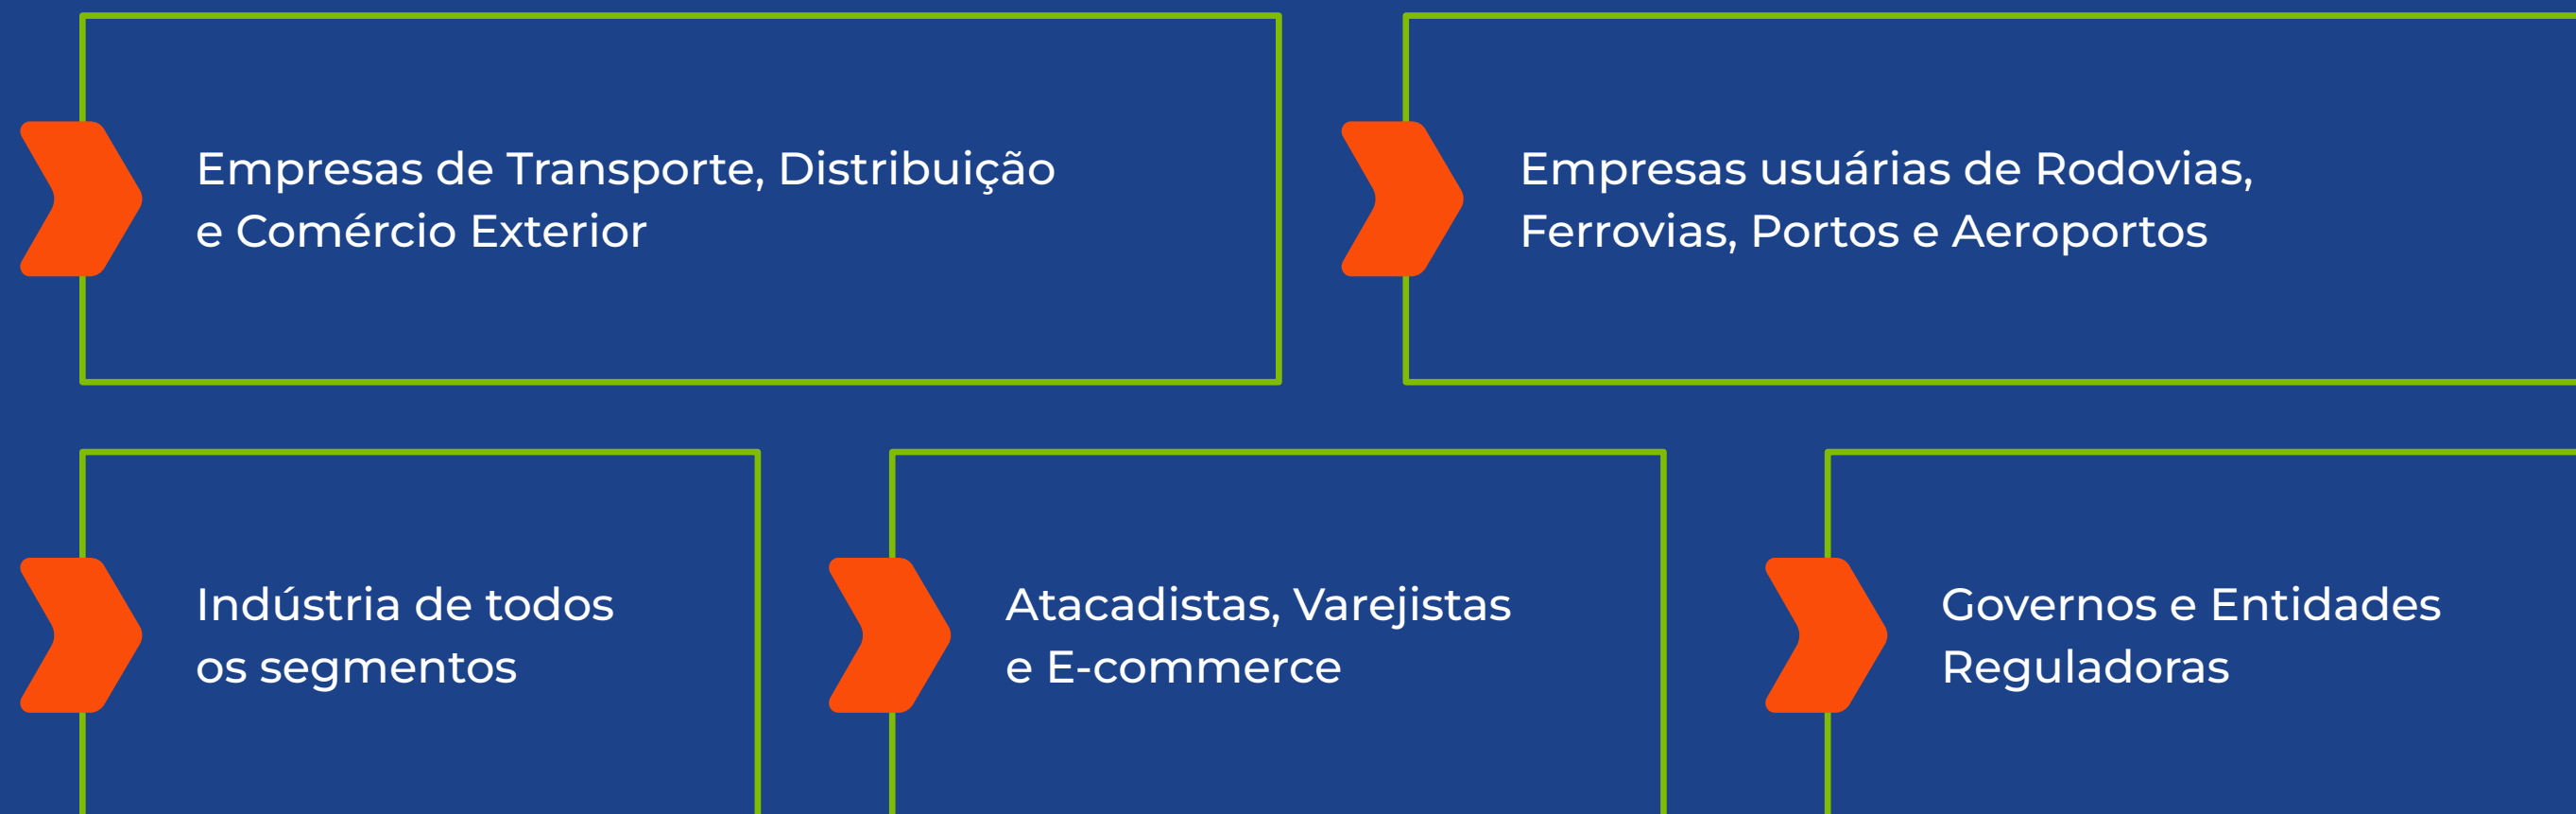 Empresas de Transporte, Distribuição
e Comércio Exterior
Empresas usuárias de Rodovias,
Ferrovias, Portos e Aeroportos
Indústria de todos
os segmentos
Atacadistas, Varejistas
e E-commerce
Governos e Entidades
Reguladoras